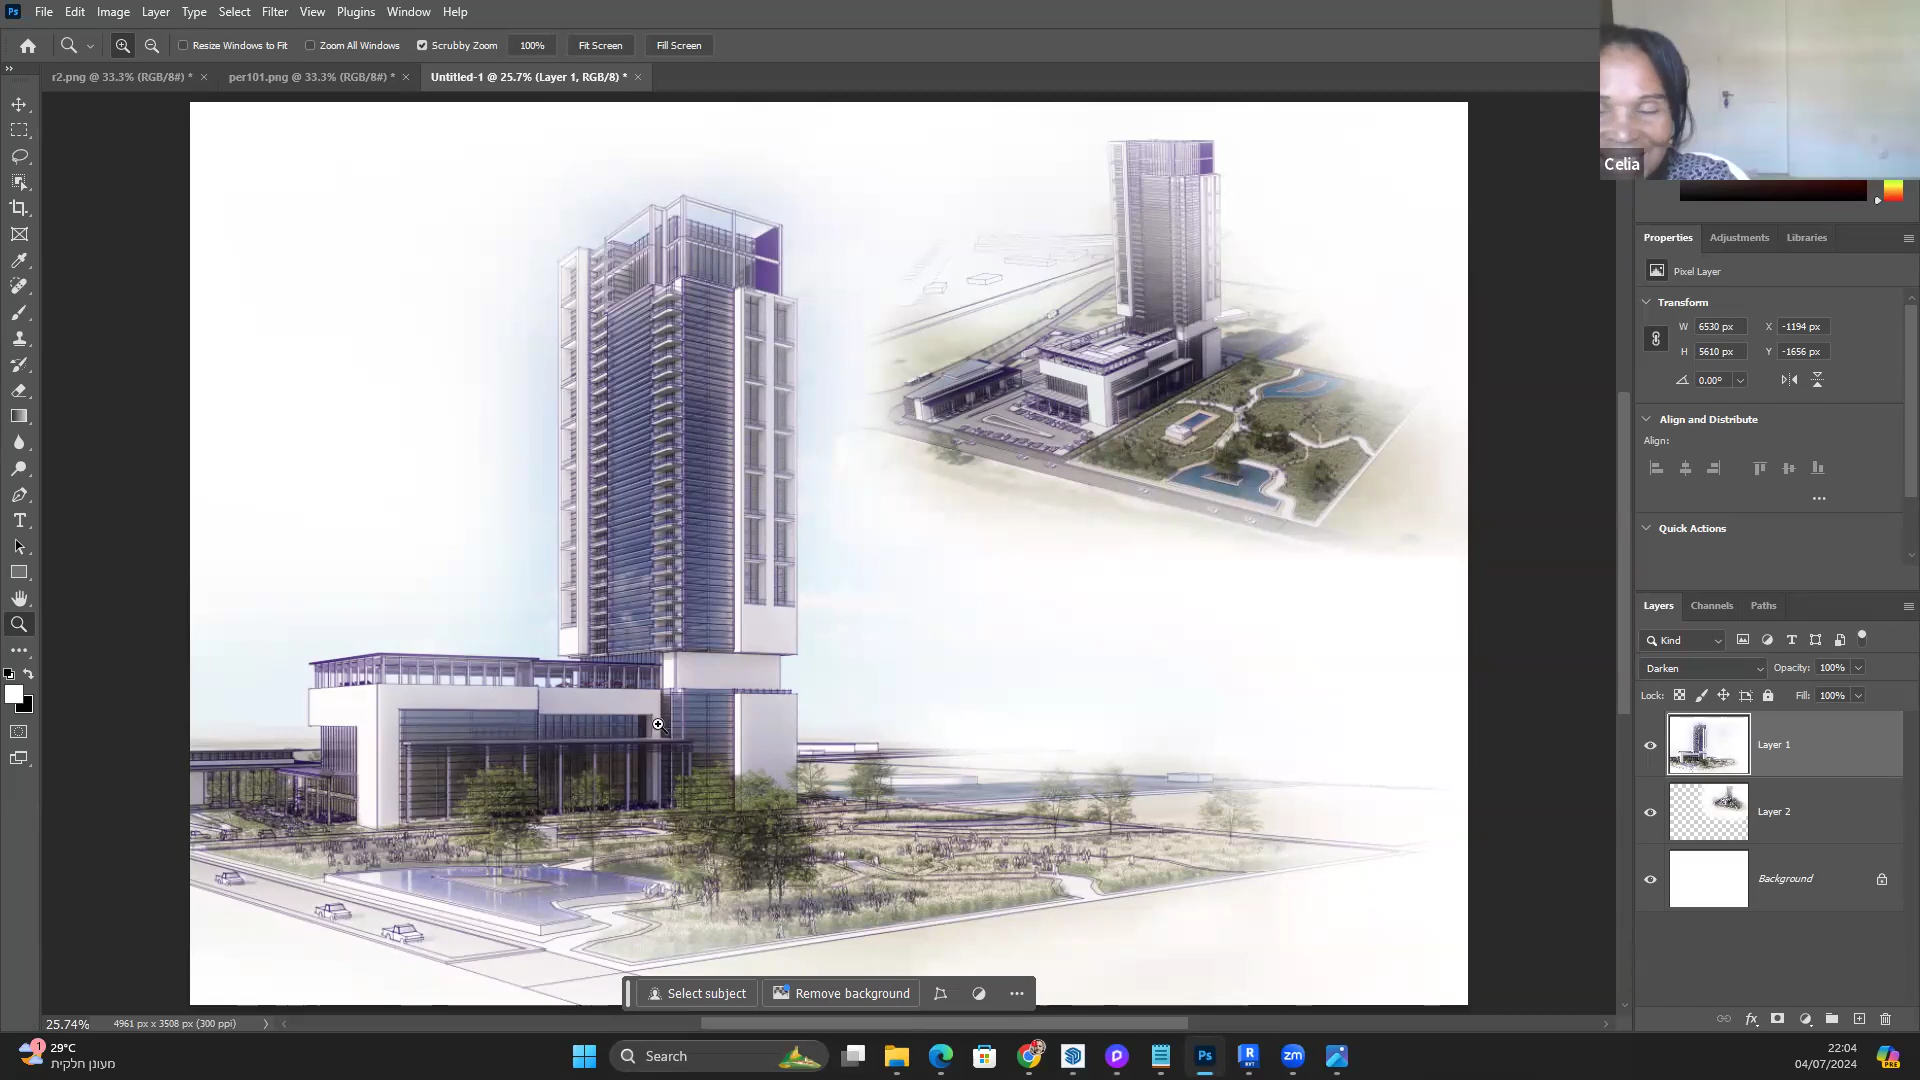 Ps File Edit Image Layer Type Select Filter View Plugins Window Help
Resize Windows to Fit Zoom All Windows Scrubby Zoom 100% Fit Screen Fill Screen
r2.png @ 33.3% (RGB/8#) * × per101.png @ 33.3% (RGB/8#) * × Untitled-1 @ 25.7% (Layer 1, RGB/8) * ×
Celia
Properties Adjustments Libraries
Pixel Layer
Transform
W 6530 px X -1194 px
H 5610 px Y -1656 px
0.00°
Align and Distribute
Align:
Quick Actions
Layers Channels Paths
Kind
Darken Opacity: 100%
Lock: Fill: 100%
Layer 1
Layer 2
Background
Select subject Remove background
25.74% 4961 px x 3508 px (300 ppi)
1
29°C
מעונן חלקית
Search
Ps
R
RVT
zm
22:04
04/07/2024
PRE